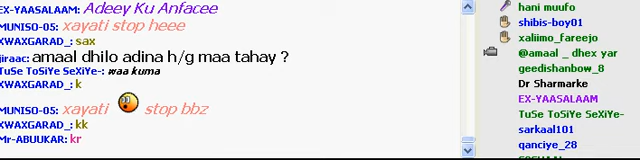 EX-YAASALAAM: Adeey Ku Anfacee
MUNISO-05: xayati stop heee
XWAXGARAD_: sax
jiraac: amaal dhilo adina h/g maa tahay ?
TuSe ToSiYe SeXiYe-: waa kuma
XWAXGARAD_: k
MUNISO-05: xayati stop bbz
XWAXGARAD_: kk
Mr-ABUUKAR: kr
hani muufo
shibis-boy01
xaliimo_fareejo
@amaal _ dhex yar
geedishanbow_8
Dr Sharmarke
EX-YAASALAAM
TuSe ToSiYe SeXiYe-
sarkaal101
qanciye_28